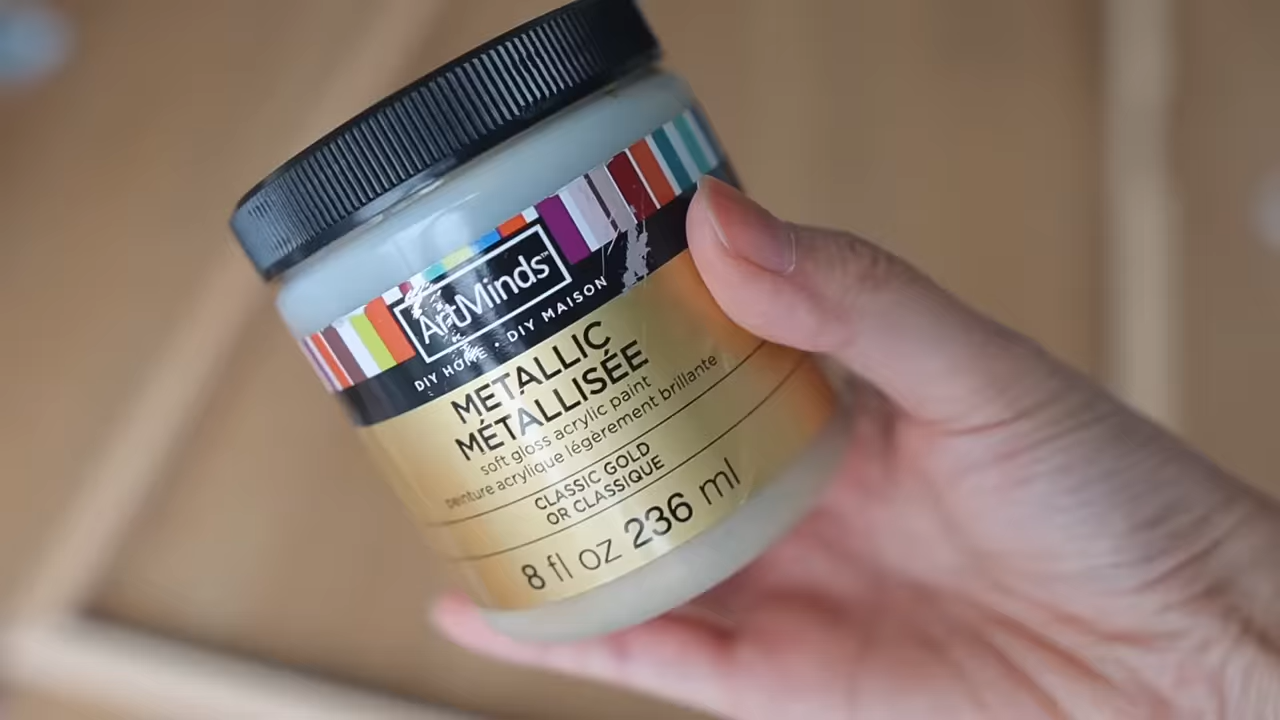 ArtMinds™
DIY HOME • DIY MAISON
METALLIC
MÉTALLISÉE
soft gloss acrylic paint
peinture acrylique légèrement brillante
CLASSIC GOLD
OR CLASSIQUE
8 fl oz 236 ml